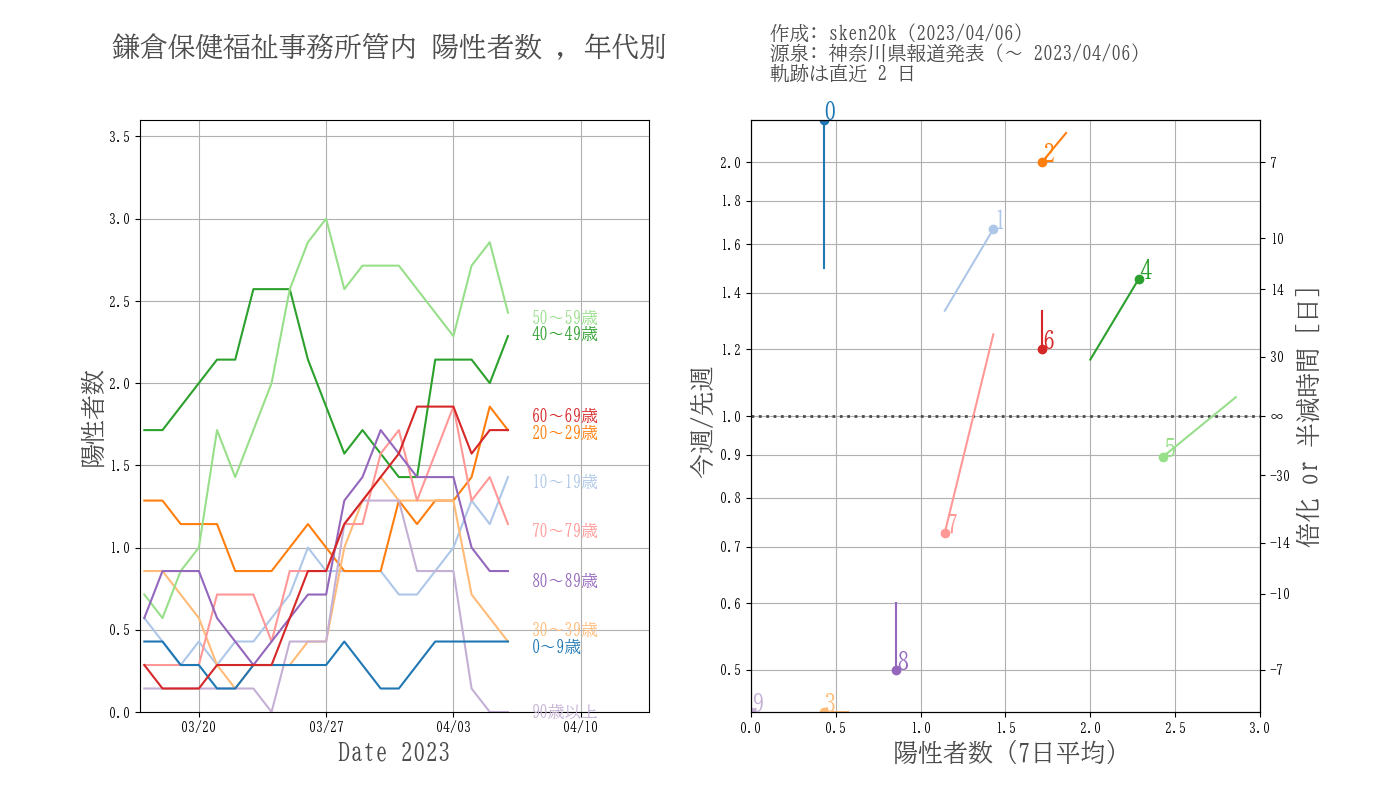 鎌倉保健福祉事務所管内 陽性者数 , 年代別
作成: sken20k (2023/04/06)
源泉: 神奈川県報道発表 (〜 2023/04/06)
軌跡は直近 2 日
陽性者数
3.5
3.0
2.5
2.0
1.5
1.0
0.5
0.0
50〜59歳
40〜49歳
60〜69歳
20〜29歳
10〜19歳
70〜79歳
80〜89歳
30〜39歳
0〜9歳
90歳以上
03/20
03/27
04/03
04/10
Date 2023
今週/先週
2.0
1.8
1.6
1.4
1.2
1.0
0.9
0.8
0.7
0.6
0.5
0
2
1
4
6
5
7
8
9
3
7
10
14
30
∞
−30
−14
−10
−7
倍化 or 半減時間 [日]
0.0
0.5
1.0
1.5
2.0
2.5
3.0
陽性者数 (7日平均)